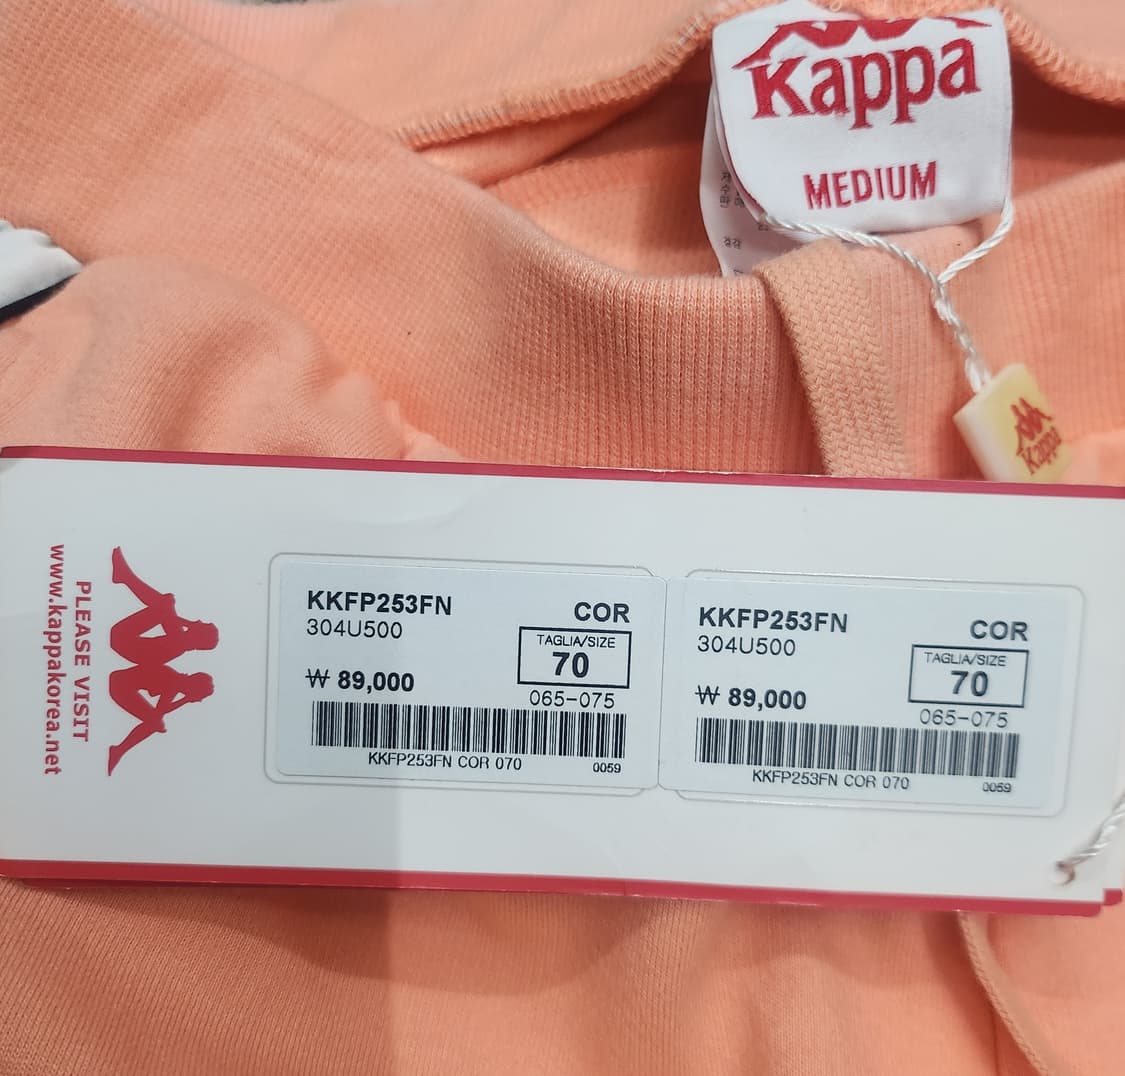 Kappa
MEDIUM
Kappa
PLEASE VISIT
www.kappakorea.net
KKFP253FN
COR
304U500
TAGLIA/SIZE
70
₩ 89,000
065-075
KKFP253FN COR 070
0059
KKFP253FN
COR
304U500
TAGLIA/SIZE
70
₩ 89,000
065-075
KKFP253FN COR 070
0059